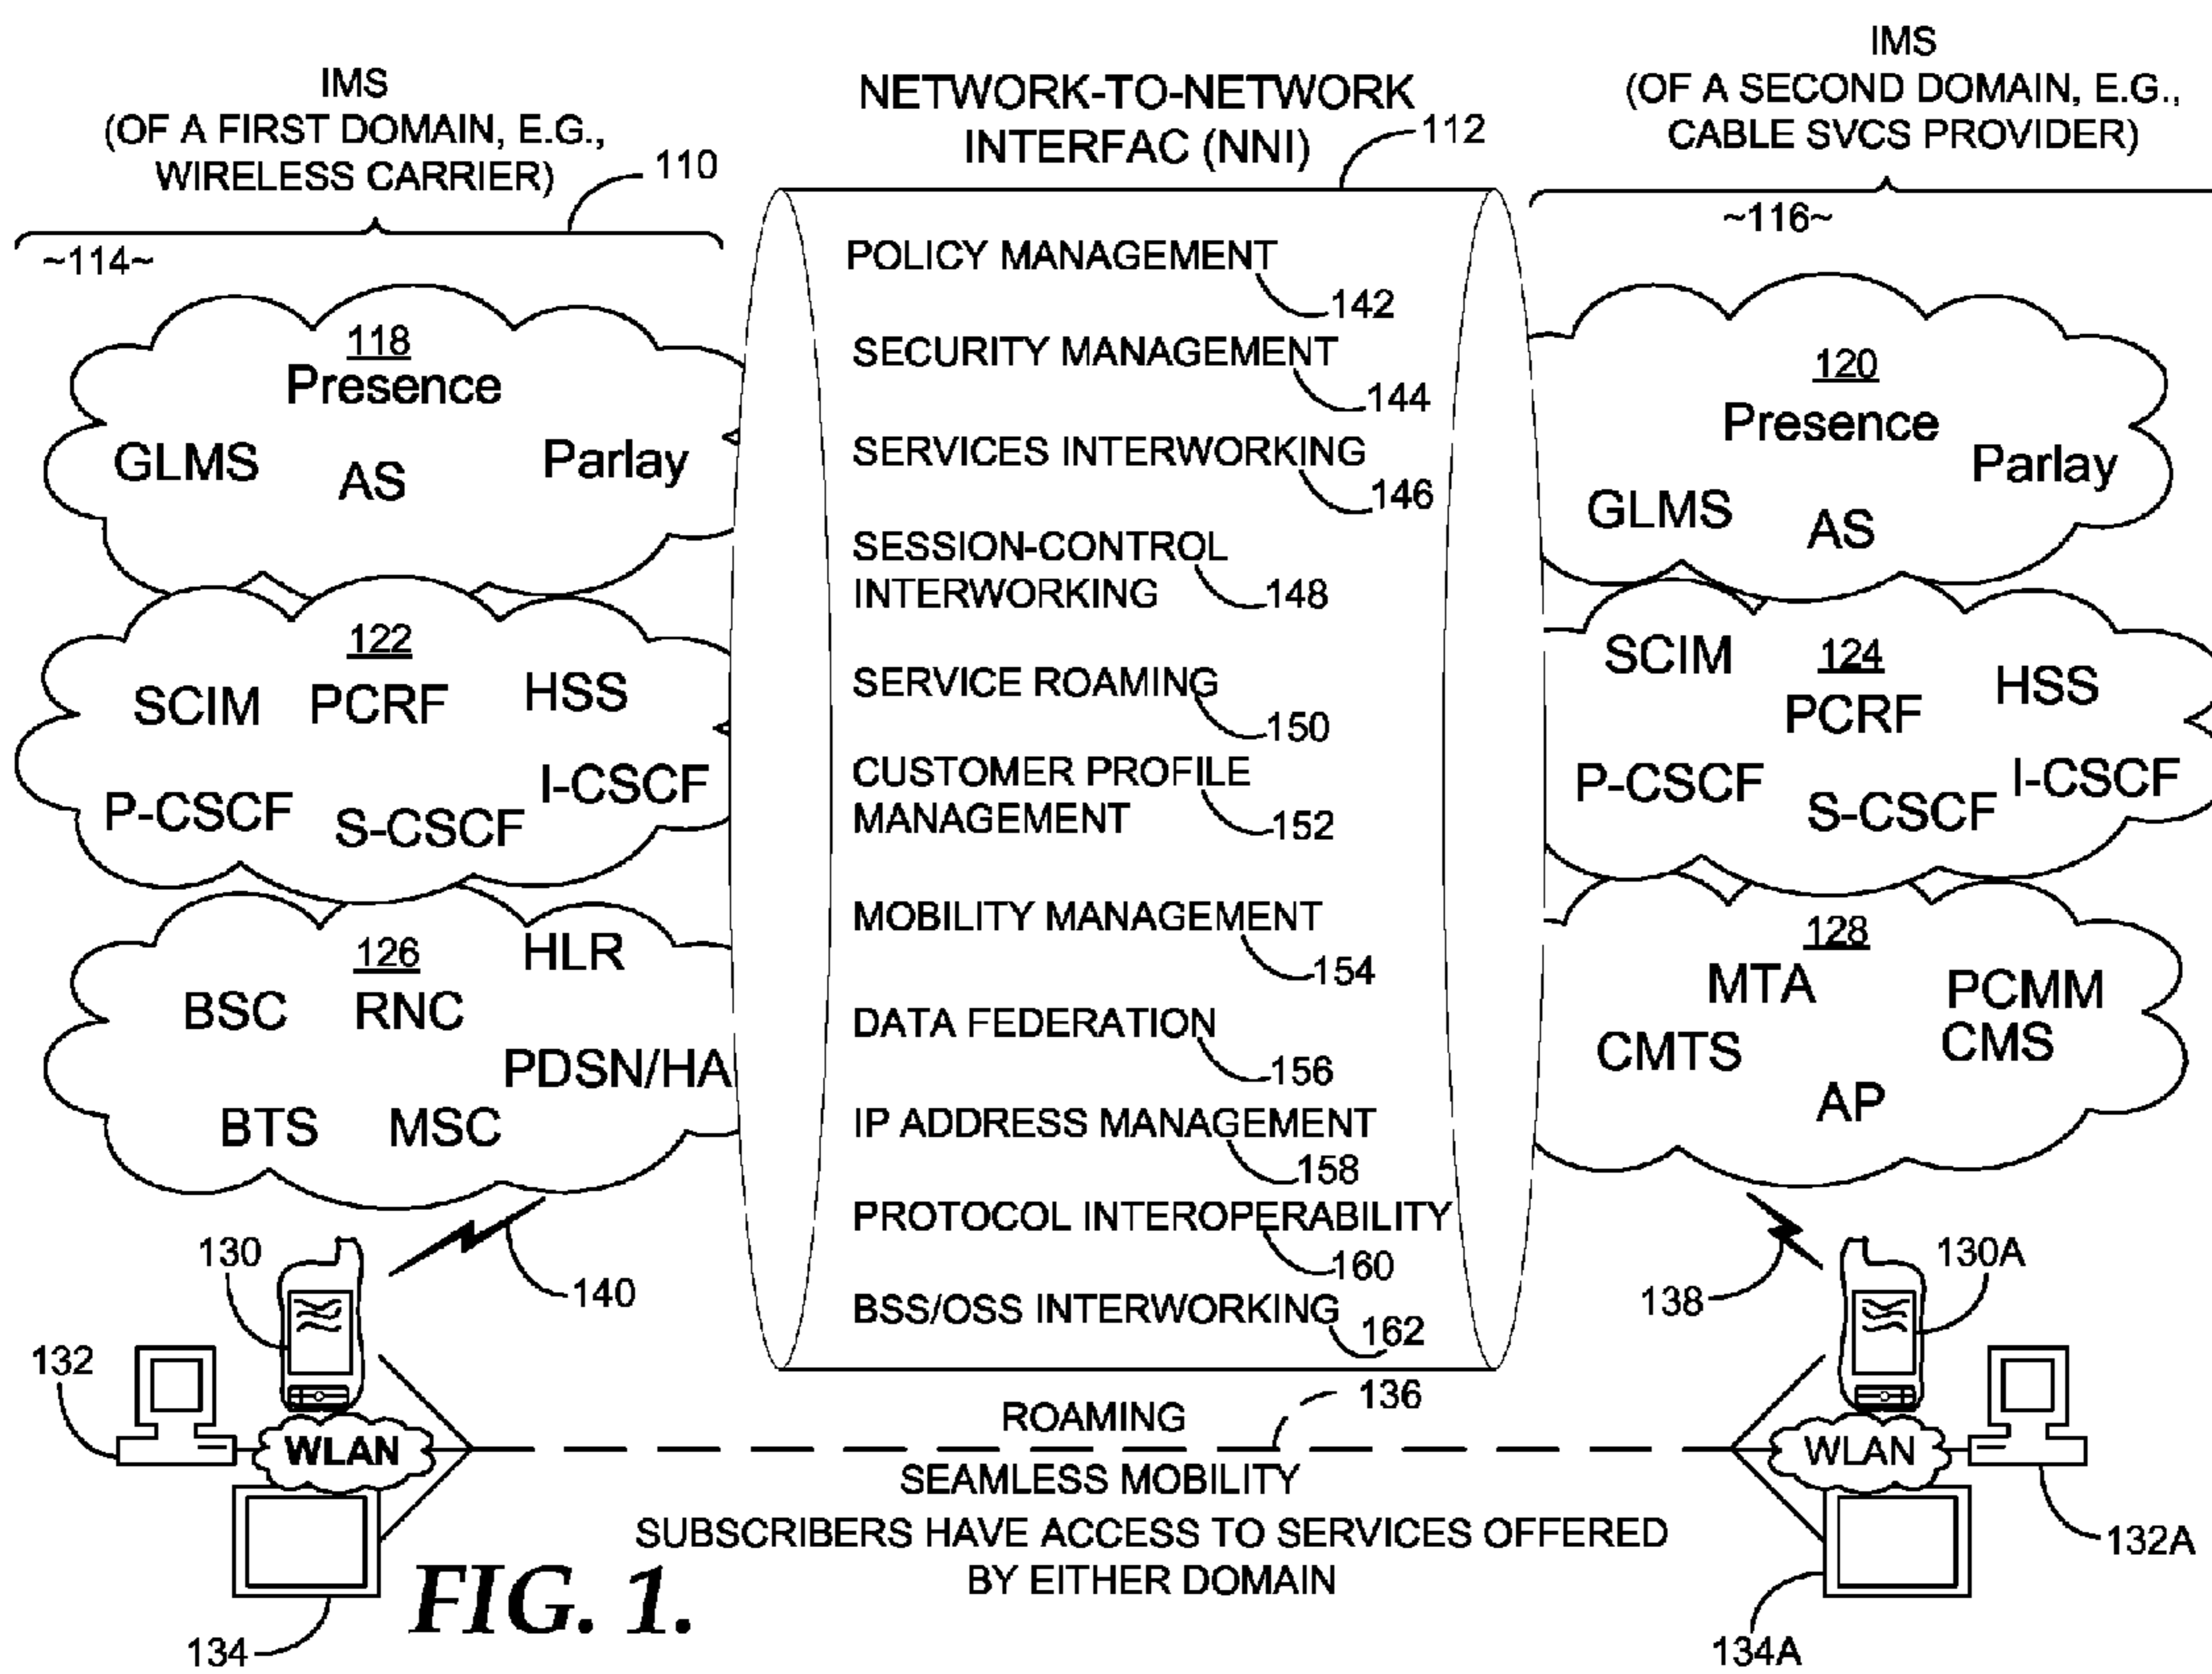 IMS
(OF A FIRST DOMAIN, E.G.,
WIRELESS CARRIER)
110
~114~
118
Presence
GLMS
AS
Parlay
122
SCIM
PCRF
HSS
P-CSCF
S-CSCF
I-CSCF
126
HLR
BSC
RNC
PDSN/HA
BTS
MSC
130
140
132
WLAN
134
NETWORK-TO-NETWORK
INTERFAC (NNI)
112
POLICY MANAGEMENT
142
SECURITY MANAGEMENT
144
SERVICES INTERWORKING
146
SESSION-CONTROL
INTERWORKING
148
SERVICE ROAMING
150
CUSTOMER PROFILE
MANAGEMENT
152
MOBILITY MANAGEMENT
154
DATA FEDERATION
156
IP ADDRESS MANAGEMENT
158
PROTOCOL INTEROPERABILITY
160
BSS/OSS INTERWORKING
162
136
ROAMING
SEAMLESS MOBILITY
SUBSCRIBERS HAVE ACCESS TO SERVICES OFFERED
BY EITHER DOMAIN
IMS
(OF A SECOND DOMAIN, E.G.,
CABLE SVCS PROVIDER)
~116~
120
Presence
Parlay
GLMS
AS
SCIM
124
HSS
PCRF
P-CSCF
I-CSCF
S-CSCF
128
MTA
PCMM
CMS
CMTS
AP
138
130A
WLAN
132A
134A
FIG. 1.